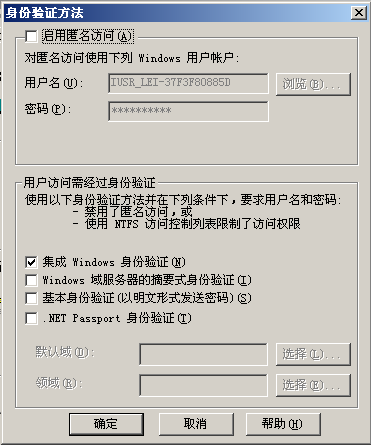 身份验证方法
启用匿名访问(A)
对匿名访问使用下列 Windows 用户帐户:
用户名(U): IUSR_LEI-37F3F80885D 浏览(B)...
密码(P): **********
用户访问需经过身份验证
使用以下身份验证方法并在下列条件下，要求用户名和密码:
- 禁用了匿名访问，或
- 使用 NTFS 访问控制列表限制了访问权限
集成 Windows 身份验证(N)
Windows 域服务器的摘要式身份验证(I)
基本身份验证(以明文形式发送密码)(S)
.NET Passport 身份验证(T)
默认域(D): 选择(L)...
领域(R): 选择(E)...
确定 取消 帮助(H)